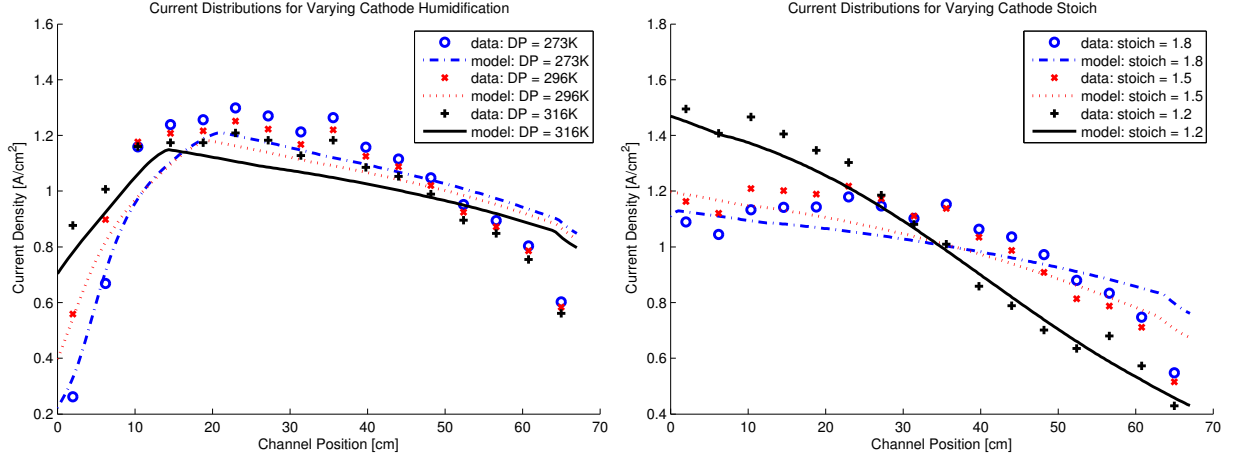 Current Distributions for Varying Cathode Humidification
1.6
1.4
1.2
1
0.8
0.6
0.4
0.2
Current Density [A/cm²]
0 10 20 30 40 50 60 70
Channel Position [cm]
data: DP = 273K
model: DP = 273K
data: DP = 296K
model: DP = 296K
data: DP = 316K
model: DP = 316K
Current Distributions for Varying Cathode Stoich
1.8
1.6
1.4
1.2
1
0.8
0.6
0.4
Current Density [A/cm²]
0 10 20 30 40 50 60 70
Channel Position [cm]
data: stoich = 1.8
model: stoich = 1.8
data: stoich = 1.5
model: stoich = 1.5
data: stoich = 1.2
model: stoich = 1.2